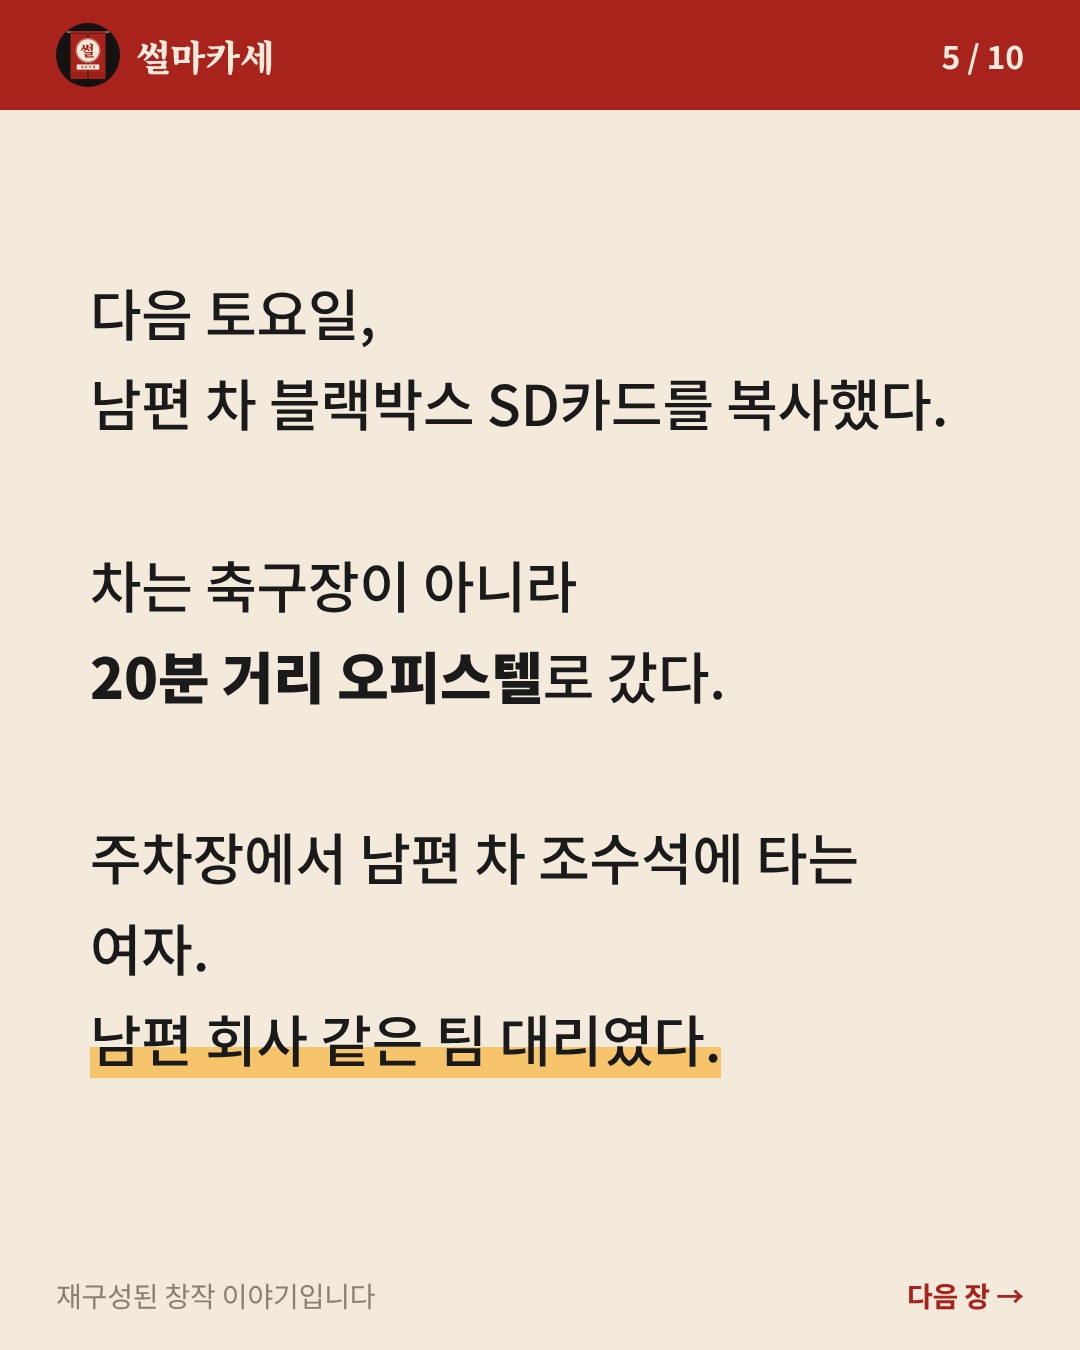 썰
썰마카세
5 / 10
다음 토요일,
남편 차 블랙박스 SD카드를 복사했다.
차는 축구장이 아니라
20분 거리 오피스텔로 갔다.
주차장에서 남편 차 조수석에 타는
여자.
남편 회사 같은 팀 대리였다.
재구성된 창작 이야기입니다
다음 장 →